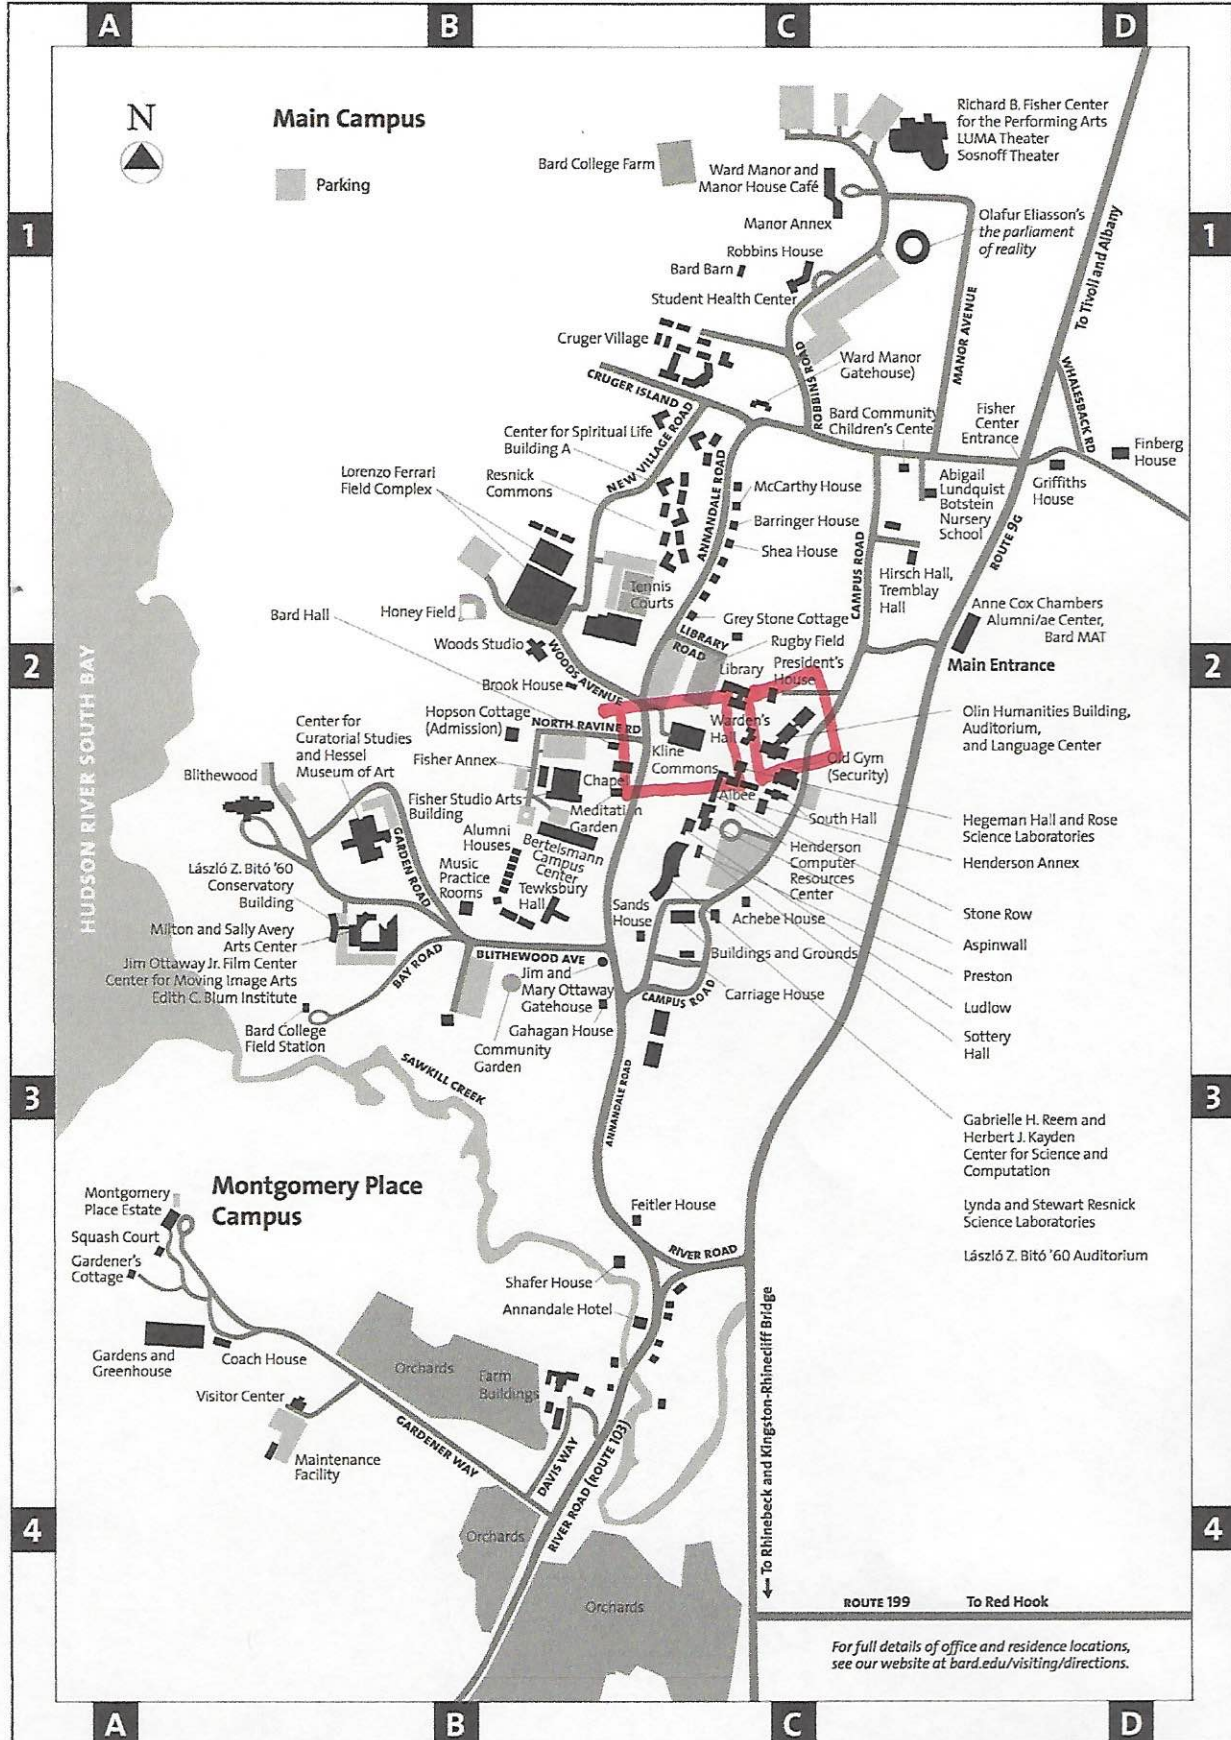 A B C D
N
Main Campus
Parking
Richard B. Fisher Center
for the Performing Arts
LUMA Theater
Sosnoff Theater
Bard College Farm
Ward Manor and
Manor House Café
Manor Annex
Olafur Eliasson's
the parliament
of reality
To Tivoli and Albany
1 1
Robbins House
Bard Barn
Student Health Center
MANOR AVENUE
Cruger Village
ROBBINS ROAD
Ward Manor
Gatehouse)
WHALESBACK RD
CRUGER ISLAND
Bard Community
Children's Cente
Fisher
Center
Entrance
Center for Spiritual Life
Building A
NEW VILLAGE ROAD
Finberg
House
Lorenzo Ferrari
Field Complex
Resnick
Commons
ANNANDALE ROAD
McCarthy House
Abigail
Lundquist
Botstein
Nursery
School
Griffiths
House
Barringer House
Shea House
CAMPUS ROAD
ROUTE 9G
Hirsch Hall,
Tremblay
Hall
Tennis
Courts
Bard Hall
Honey Field
Grey Stone Cottage
Anne Cox Chambers
Alumni/ae Center,
Bard MAT
LIBRARY
ROAD
Rugby Field
Woods Studio
WOODS AVENUE
Library
President's
House
Main Entrance
2 2
HUDSON RIVER SOUTH BAY
Brook House
Center for
Curatorial Studies
and Hessel
Museum of Art
Hopson Cottage
(Admission)
NORTH RAVINE RD
Warden's
Hall
Olin Humanities Building,
Auditorium,
and Language Center
Kline
Commons
Old Gym
(Security)
Blithewood
Fisher Annex
Chapel
Fisher Studio Arts
Building
Meditation
Garden
Albee
South Hall
Hegeman Hall and Rose
Science Laboratories
GARDEN ROAD
Alumni
Houses
Bertelsmann
Campus
Center
Henderson
Computer
Resources
Center
Henderson Annex
László Z. Bitó '60
Conservatory
Building
Music
Practice
Rooms
Tewksbury
Hall
Sands
House
Achebe House
Stone Row
Milton and Sally Avery
Arts Center
Jim Ottaway Jr. Film Center
Center for Moving Image Arts
Edith C. Blum Institute
BAY ROAD
BLITHEWOOD AVE
Buildings and Grounds
Aspinwall
Jim and
Mary Ottaway
Gatehouse
CAMPUS ROAD
Carriage House
Preston
Ludlow
Bard College
Field Station
Gahagan House
Community
Garden
Sottery
Hall
SAWKILL CREEK
ANNANDALE ROAD
3 3
Gabrielle H. Reem and
Herbert J. Kayden
Center for Science and
Computation
Lynda and Stewart Resnick
Science Laboratories
László Z. Bitó '60 Auditorium
Montgomery Place
Campus
Montgomery
Place Estate
Squash Court
Gardener's
Cottage
Feitler House
RIVER ROAD
Shafer House
Annandale Hotel
Gardens and
Greenhouse
Coach House
Orchards
Farm
Buildings
Visitor Center
GARDENER WAY
DAVIS WAY
RIVER ROAD (ROUTE 103)
Maintenance
Facility
To Rhinebeck and Kingston-Rhinecliff Bridge
4 4
Orchards
Orchards
ROUTE 199 To Red Hook
For full details of office and residence locations,
see our website at bard.edu/visiting/directions.
A B C D